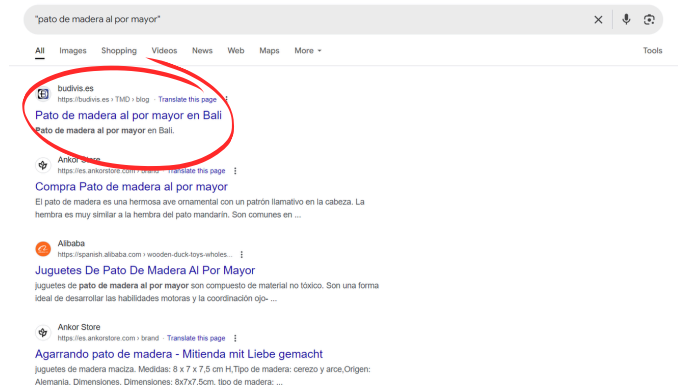 "pato de madera al por mayor"
All Images Shopping Videos News Web Maps More Tools
budivis.es
https://budivis.es › TMD › blog · Translate this page
Pato de madera al por mayor en Bali
Pato de madera al por mayor en Bali.
Ankor Store
https://es.ankorstore.com › brand · Translate this page
Compra Pato de madera al por mayor
El pato de madera es una hermosa ave ornamental con un patrón llamativo en la cabeza. La
hembra es muy similar a la hembra del pato mandarín. Son comunes en ...
Alibaba
https://spanish.alibaba.com › wooden-duck-toys-wholes...
Juguetes De Pato De Madera Al Por Mayor
juguetes de pato de madera al por mayor son compuesto de material no tóxico. Son una forma
ideal de desarrollar las habilidades motoras y la coordinación ojo- ...
Ankor Store
https://es.ankorstore.com › brand · Translate this page
Agarrando pato de madera - Mitienda mit Liebe gemacht
juguetes de madera maciza. Medidas: 8 x 7 x 7,5 cm H,Tipo de madera: cerezo y arce,Origen:
Alemania. Dimensiones. Dimensiones: 8x7x7.5cm. tipo de madera: ...